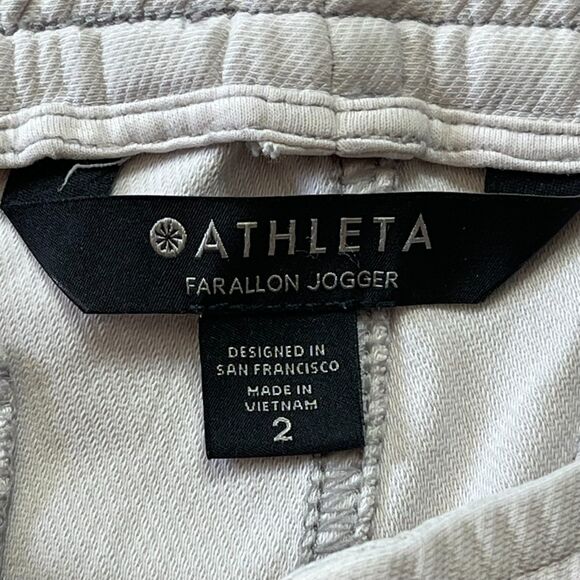 ATHLETA
FARALLON JOGGER
DESIGNED IN
SAN FRANCISCO
MADE IN
VIETNAM
2